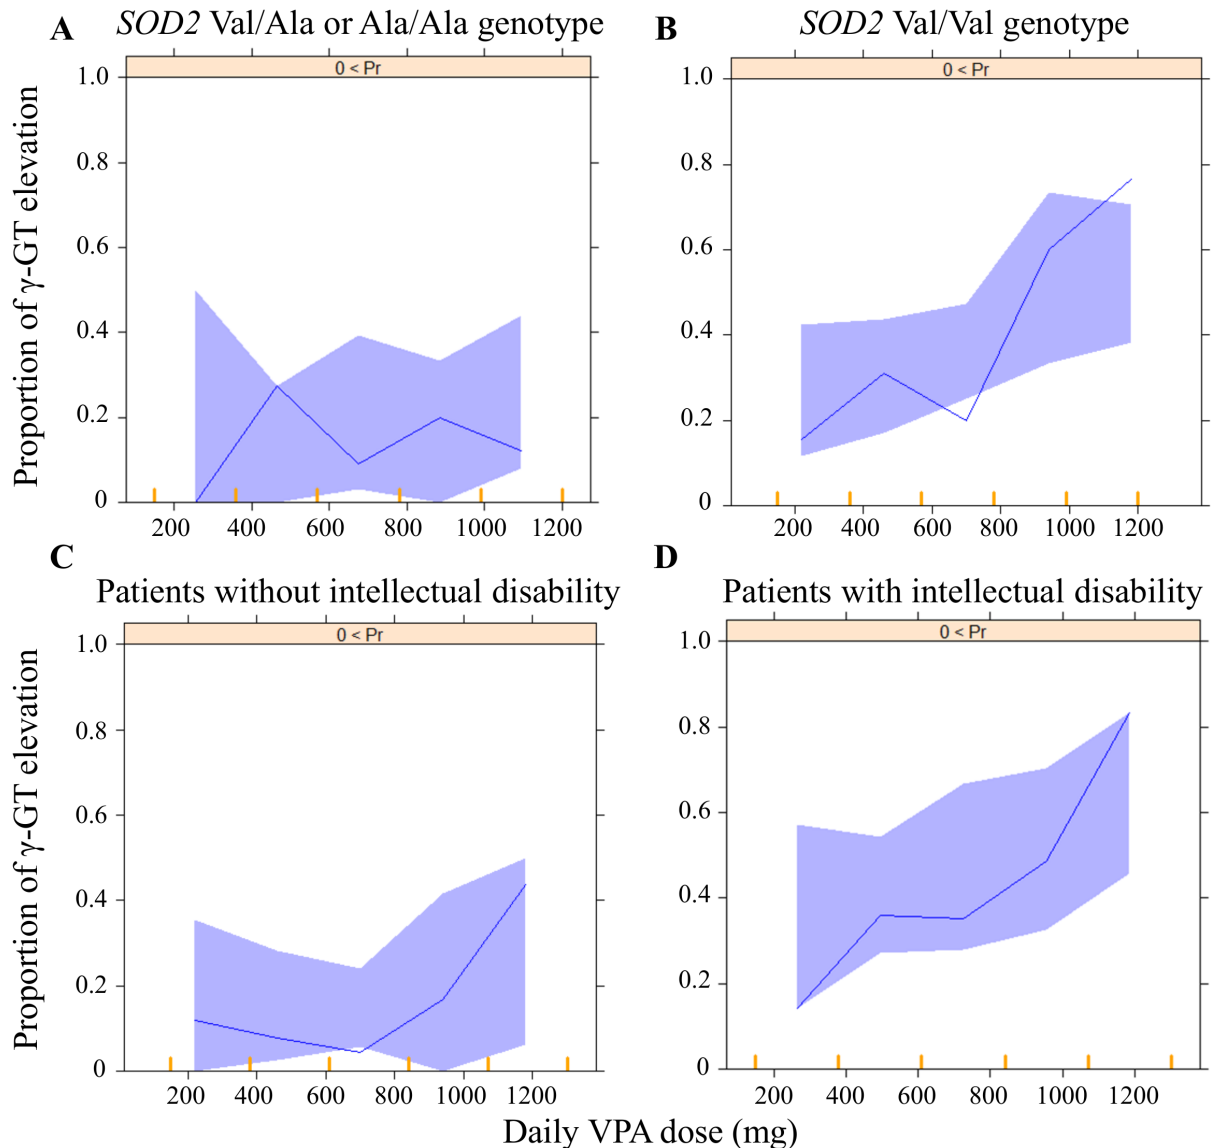 A
SOD2 Val/Ala or Ala/Ala genotype
0 < Pr
Proportion of γ-GT elevation
1.0
0.8
0.6
0.4
0.2
0
200 400 600 800 1000 1200
B
SOD2 Val/Val genotype
0 < Pr
1.0
0.8
0.6
0.4
0.2
0
200 400 600 800 1000 1200
C
Patients without intellectual disability
0 < Pr
Proportion of γ-GT elevation
1.0
0.8
0.6
0.4
0.2
0
200 400 600 800 1000 1200
D
Patients with intellectual disability
0 < Pr
1.0
0.8
0.6
0.4
0.2
0
200 400 600 800 1000 1200
Daily VPA dose (mg)